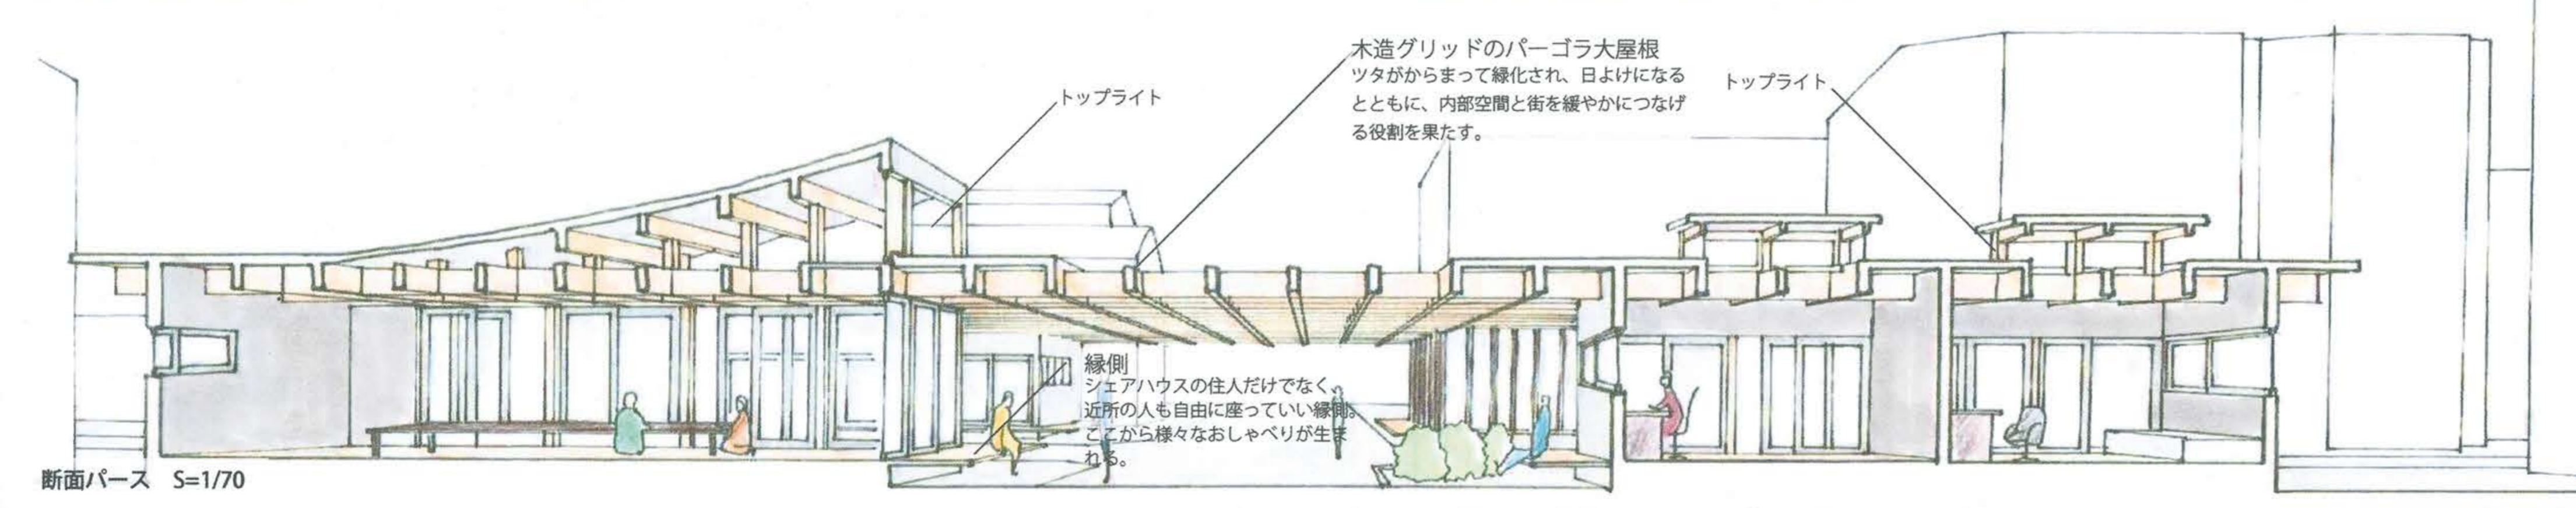 木造グリッドのパーゴラ大屋根
ツタがからまって緑化され、日よけになる
とともに、内部空間と街を緩やかにつなげ
る役割を果たす。
トップライト
トップライト
縁側
シェアハウスの住人だけでなく、
近所の人も自由に座っていい縁側。
ここから様々なおしゃべりが生ま
れる。
断面パース S=1/70